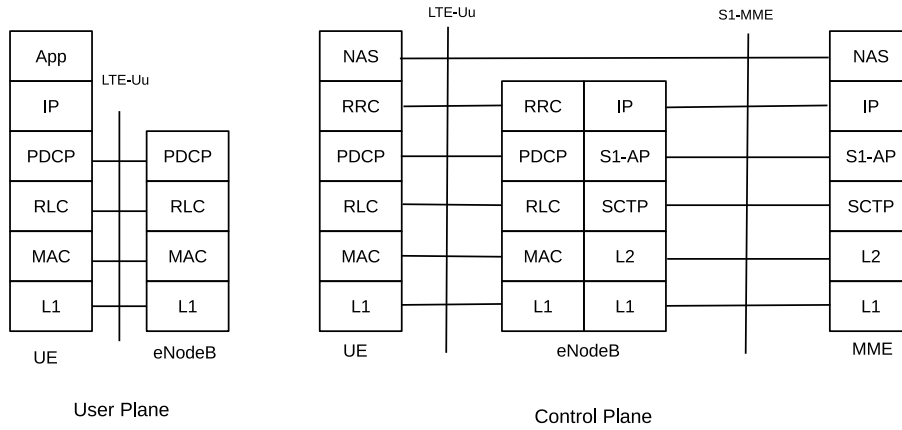 LTE-Uu S1-MME
App NAS NAS
LTE-Uu
IP RRC RRC IP IP
PDCP PDCP PDCP PDCP S1-AP S1-AP
RLC RLC RLC RLC SCTP SCTP
MAC MAC MAC MAC L2 L2
L1 L1 L1 L1 L1 L1
UE eNodeB UE eNodeB MME
User Plane Control Plane